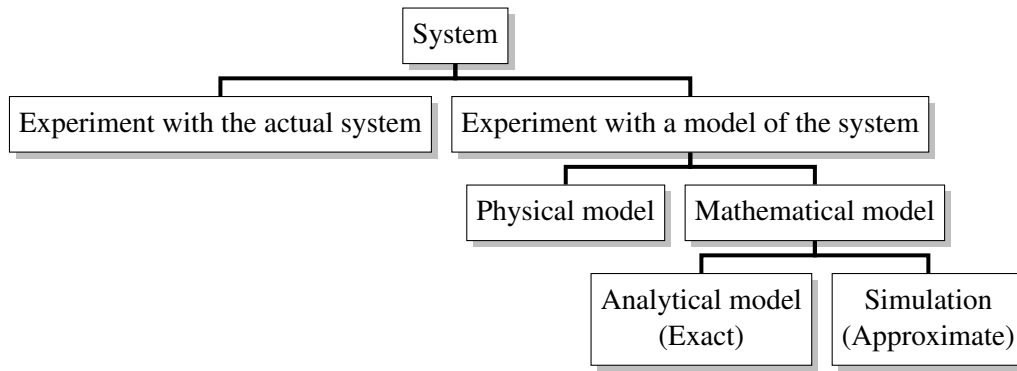 System
Experiment with the actual system
Experiment with a model of the system
Physical model
Mathematical model
Analytical model
(Exact)
Simulation
(Approximate)